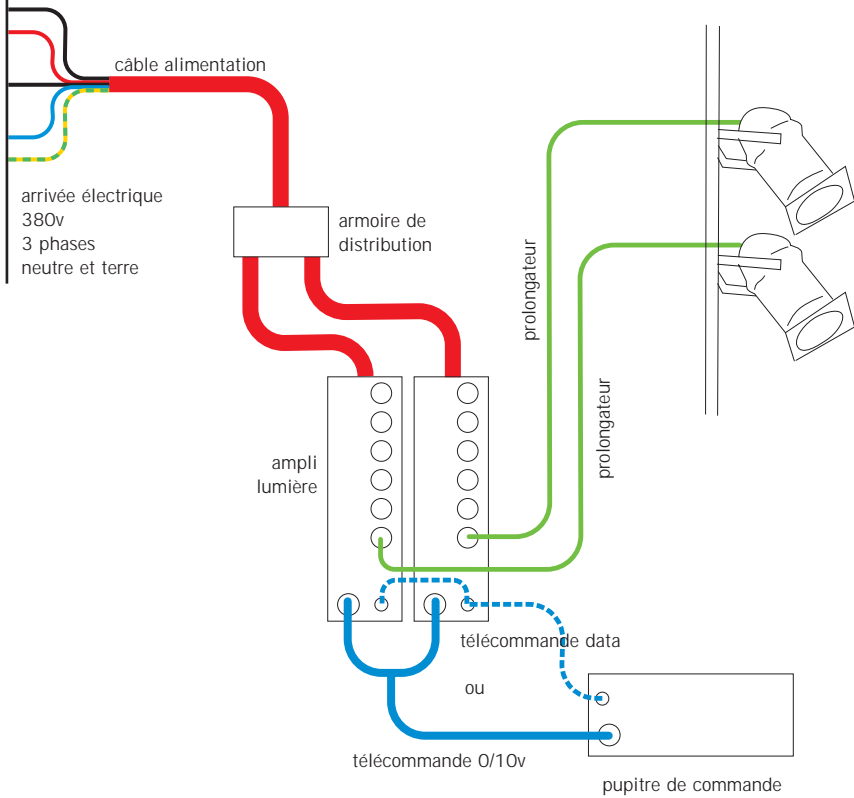 câble alimentation
arrivée électrique
380v
3 phases
neutre et terre
armoire de
distribution
prolongateur
prolongateur
ampli
lumière
télécommande data
ou
télécommande 0/10v
pupitre de commande